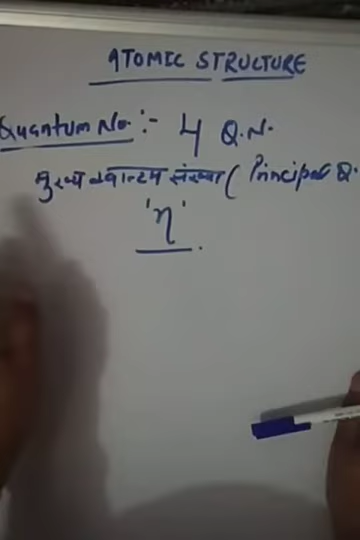 ATOMIC STRUCTURE
Quantum No. :- 4 Q.N.
मुख्य क्वान्टम संख्या ( Principal Q.
'n'